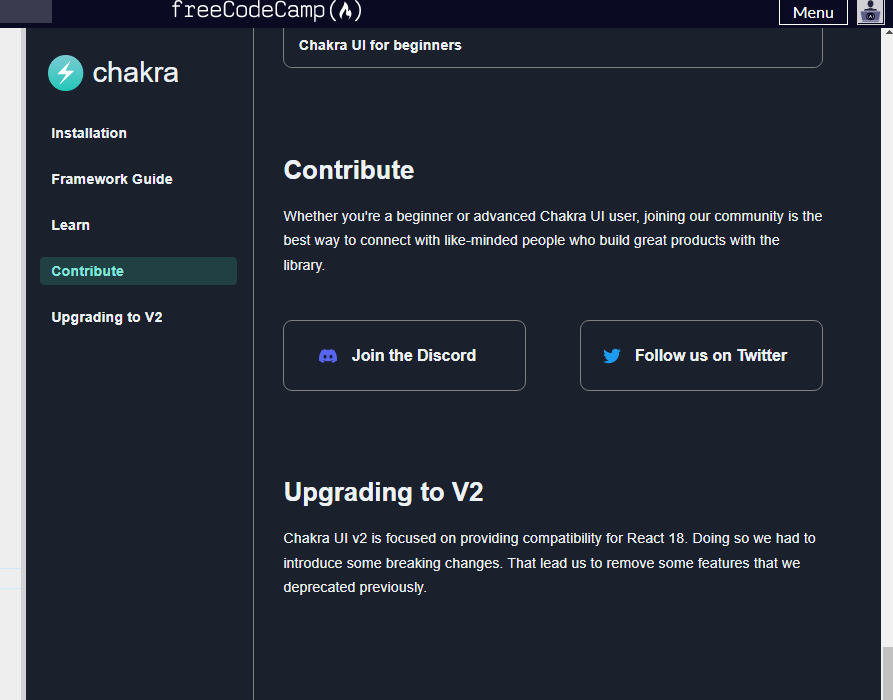 freeCodeCamp
Menu
chakra
Installation
Framework Guide
Learn
Contribute
Upgrading to V2
Chakra UI for beginners
Contribute
Whether you're a beginner or advanced Chakra UI user, joining our community is the
best way to connect with like-minded people who build great products with the
library.
Join the Discord
Follow us on Twitter
Upgrading to V2
Chakra UI v2 is focused on providing compatibility for React 18. Doing so we had to
introduce some breaking changes. That lead us to remove some features that we
deprecated previously.